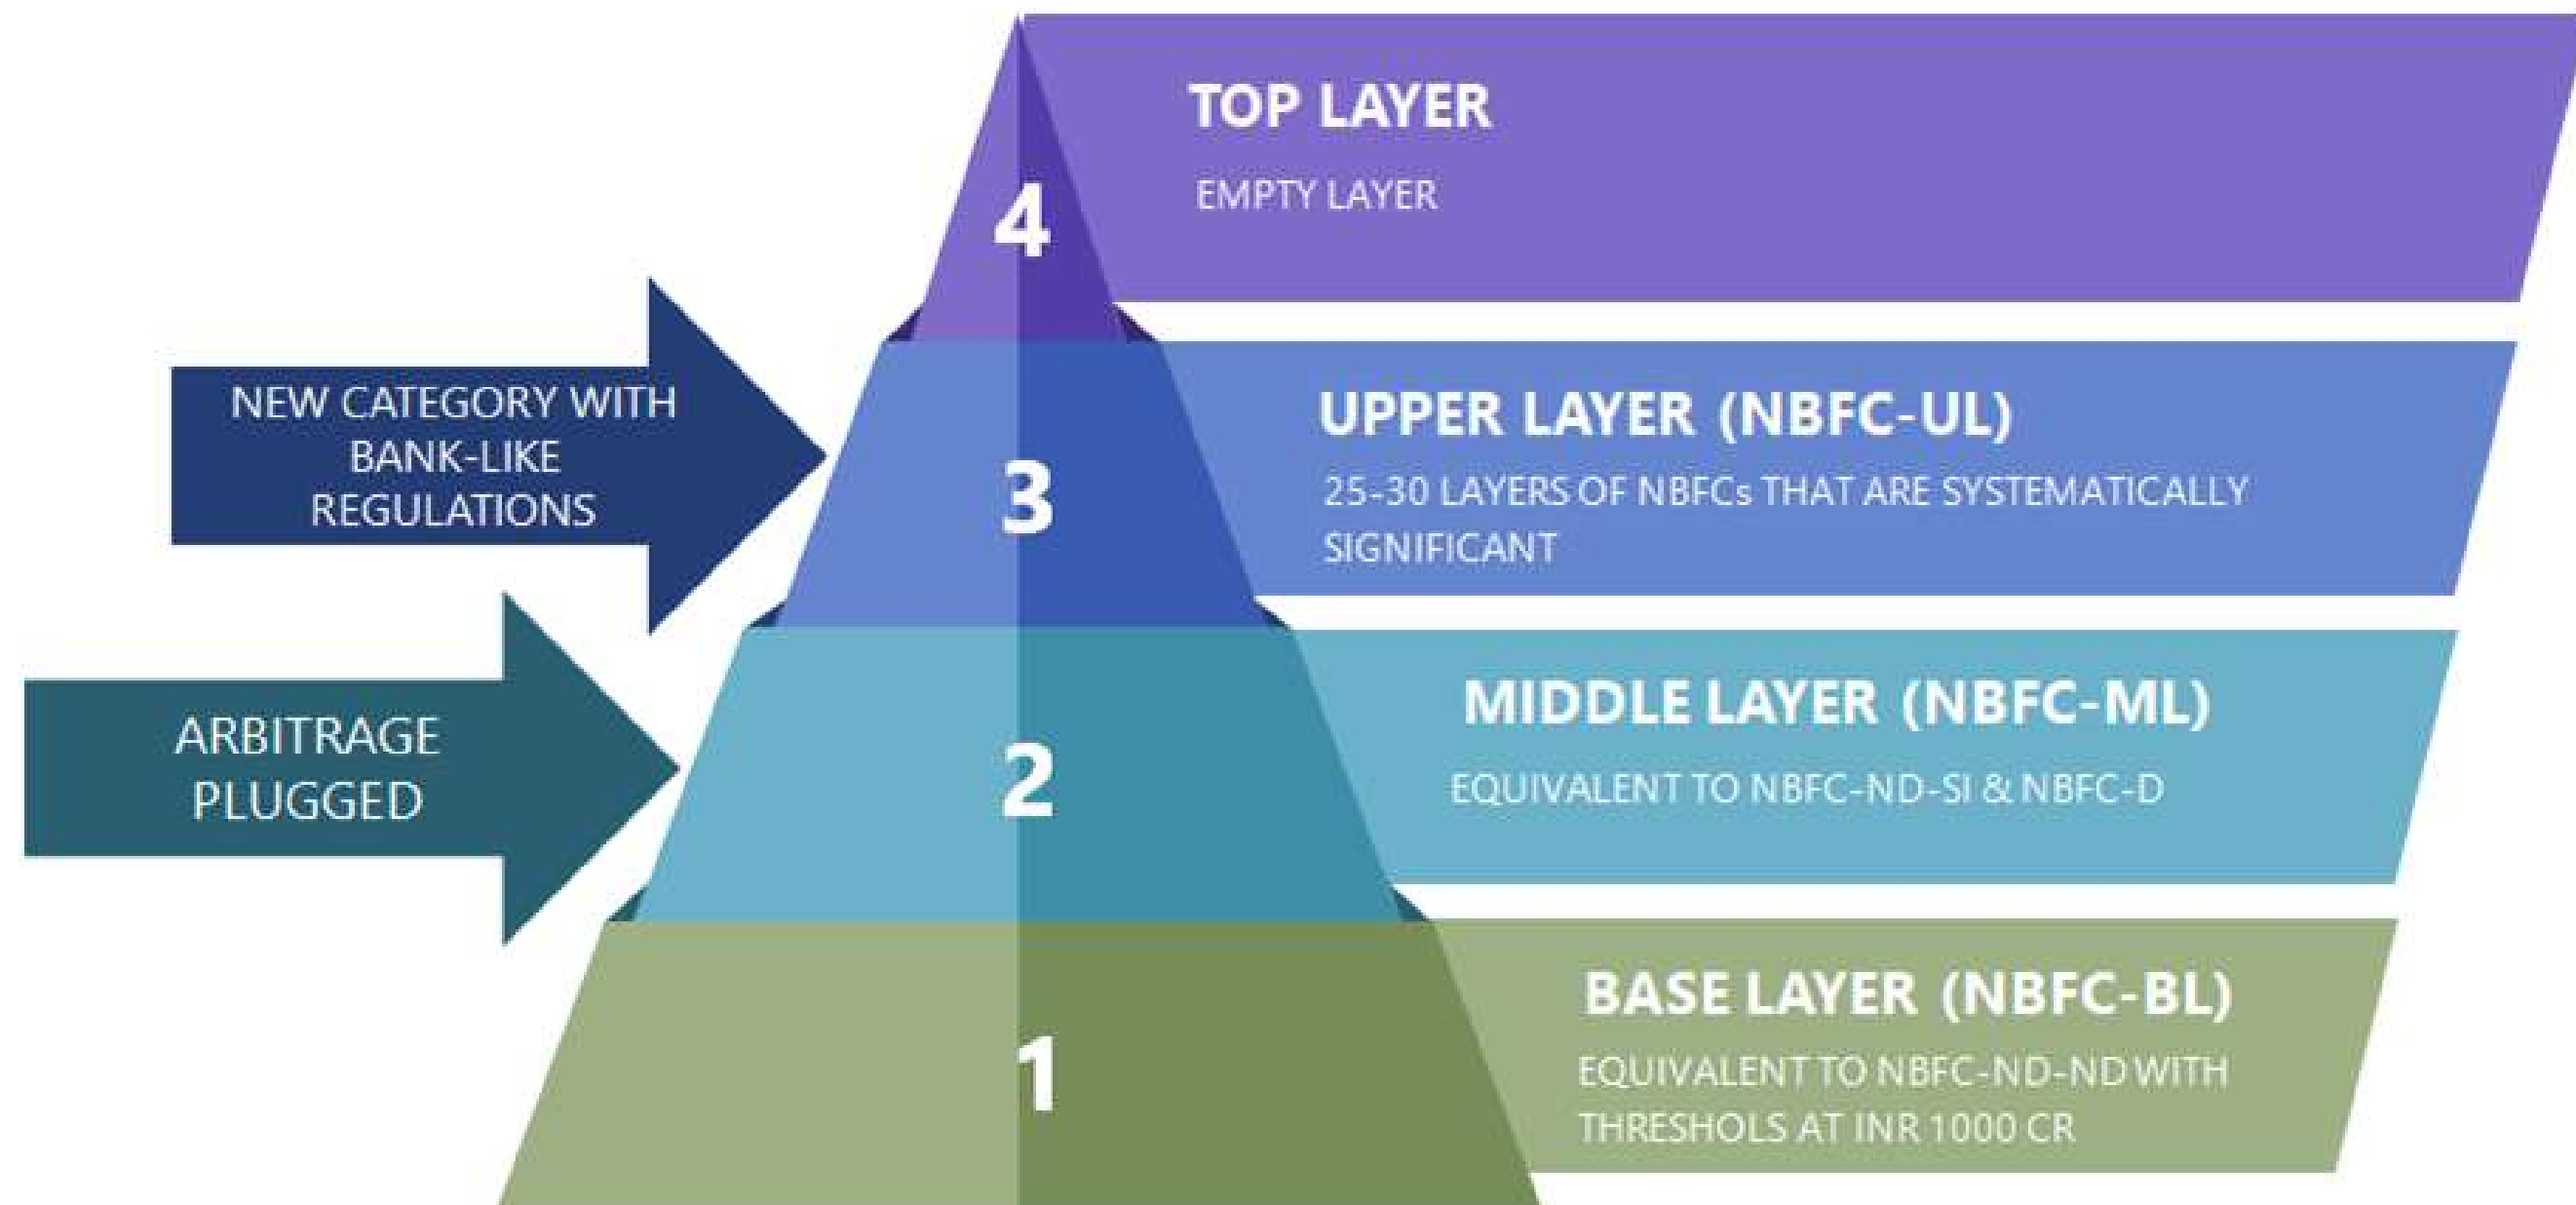 TOP LAYER
EMPTY LAYER
4
NEW CATEGORY WITH
BANK-LIKE
REGULATIONS
3
UPPER LAYER (NBFC-UL)
25-30 LAYERS OF NBFCs THAT ARE SYSTEMATICALLY
SIGNIFICANT
ARBITRAGE
PLUGGED
2
MIDDLE LAYER (NBFC-ML)
EQUIVALENT TO NBFC-ND-SI & NBFC-D
1
BASE LAYER (NBFC-BL)
EQUIVALENT TO NBFC-ND-ND WITH
THRESHOLS AT INR 1000 CR